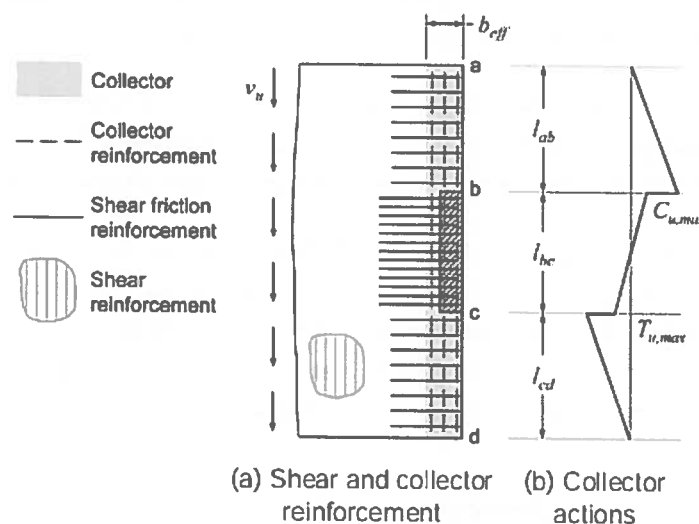 b_eff
Collector
Collector
reinforcement
Shear friction
reinforcement
Shear
reinforcement
v_u
a
b
c
d
l_ab
l_bc
l_cd
C_u,ma
T_u,max
(a) Shear and collector
reinforcement
(b) Collector
actions